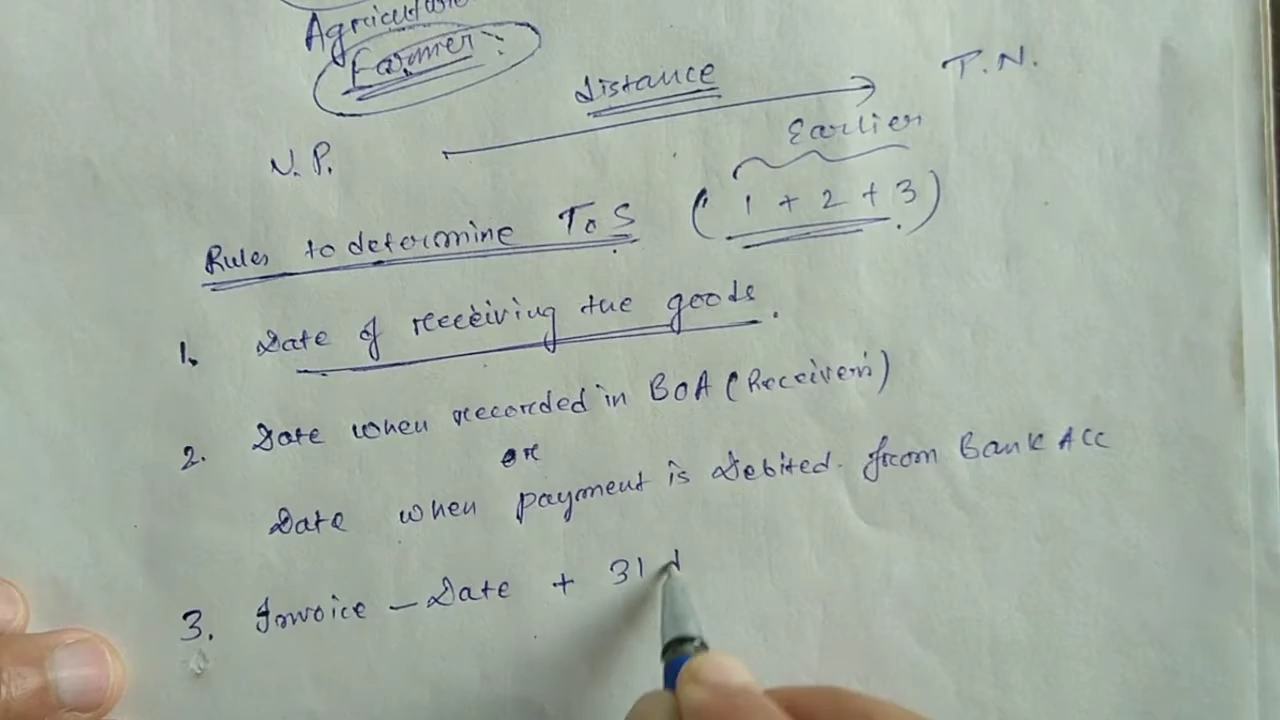 Agriculture
Farmer
distance
T.N.
N.P.
Earlier
Rules to determine ToS (1 + 2 + 3)
1. Date of receiving the goods.
2. Date when recorded in BOA (Receiver)
or
Date when payment is Debited. from Bank Acc
3. Invoice - Date + 31 d